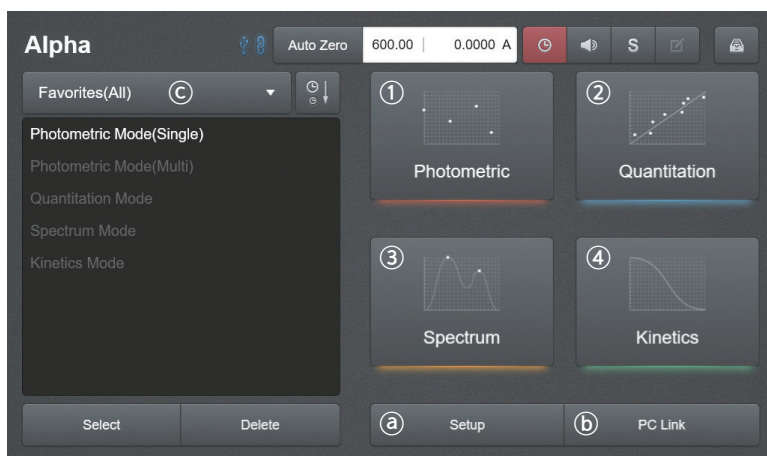 Alpha
Auto Zero
600.00
0.0000 A
S
Favorites(All)
ⓒ
Photometric Mode(Single)
Photometric Mode(Multi)
Quantitation Mode
Spectrum Mode
Kinetics Mode
Select
Delete
①
Photometric
②
Quantitation
③
Spectrum
④
Kinetics
ⓐ
Setup
ⓑ
PC Link